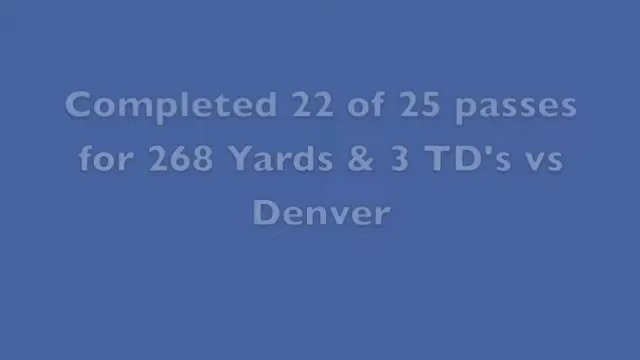 Completed 22 of 25 passes
for 268 Yards & 3 TD's vs
Denver